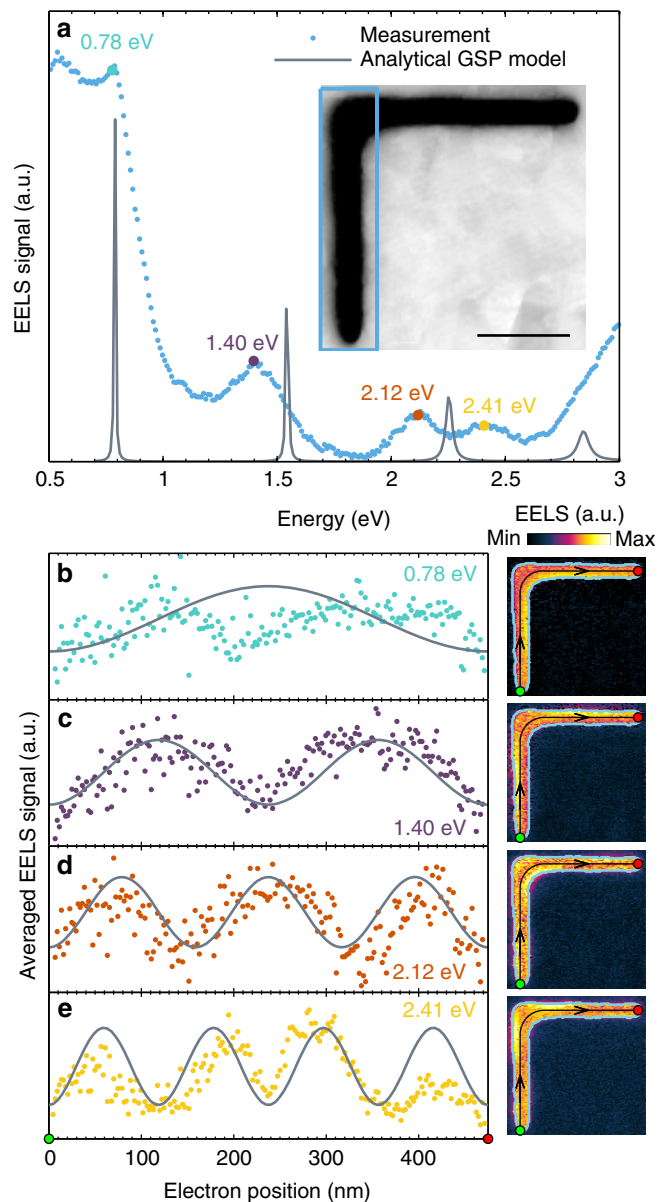 a
0.78 eV
Measurement
Analytical GSP model
EELS signal (a.u.)
1.40 eV
2.12 eV
2.41 eV
0.5 1 1.5 2 2.5 3
Energy (eV)
EELS (a.u.)
Min Max
b
0.78 eV
c
1.40 eV
d
2.12 eV
e
2.41 eV
Averaged EELS signal (a.u.)
0 100 200 300 400
Electron position (nm)